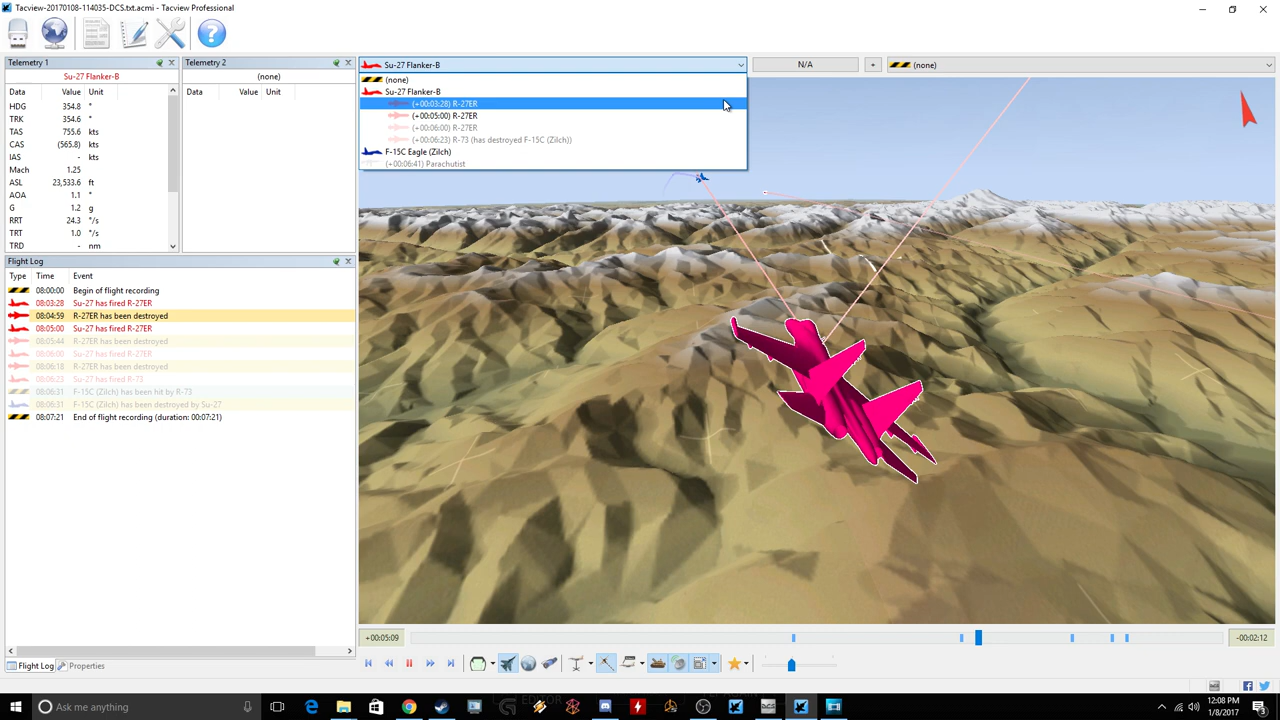 Tacview-20170108-114035-DCS.txt.acmi - Tacview Professional
Telemetry 1
Su-27 Flanker-B
Data Value Unit
HDG 354.8 °
TRK 354.6 °
TAS 755.6 kts
CAS (565.8) kts
IAS - kts
Mach 1.25
ASL 23,533.6 ft
AOA 1.1 °
G 1.2 g
RRT 24.3 °/s
TRT 1.0 °/s
TRD - nm
Telemetry 2
(none)
Data Value Unit
Su-27 Flanker-B
(none)
Su-27 Flanker-B
(+00:03:28) R-27ER
(+00:05:00) R-27ER
(+00:06:00) R-27ER
(+00:06:23) R-73 (has destroyed F-15C (Zilch))
F-15C Eagle (Zilch)
(+00:06:41) Parachutist
N/A
+
(none)
Flight Log
Type Time Event
08:00:00 Begin of flight recording
08:03:28 Su-27 has fired R-27ER
08:04:59 R-27ER has been destroyed
08:05:00 Su-27 has fired R-27ER
08:05:44 R-27ER has been destroyed
08:06:00 Su-27 has fired R-27ER
08:06:18 R-27ER has been destroyed
08:06:23 Su-27 has fired R-73
08:06:31 F-15C (Zilch) has been hit by R-73
08:06:31 F-15C (Zilch) has been destroyed by Su-27
08:07:21 End of flight recording (duration: 00:07:21)
+00:05:09
-00:02:12
Flight Log Properties
Ask me anything
EDITOR
12:08 PM
1/8/2017